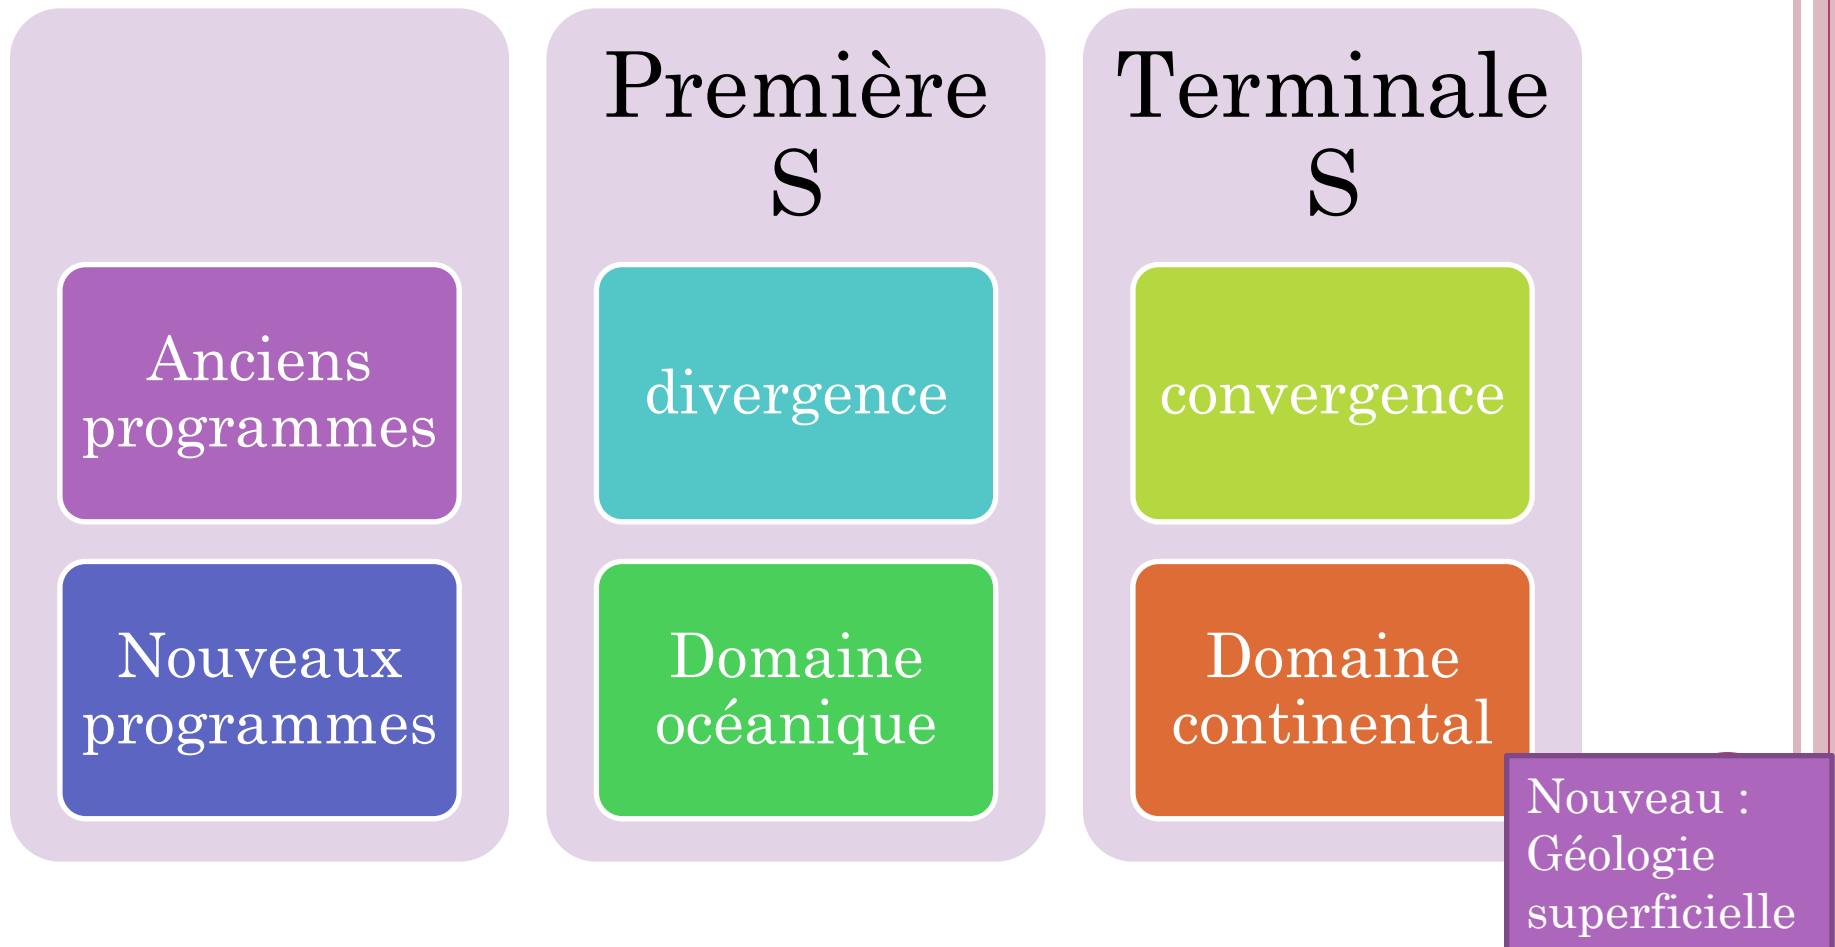 Première
S
Terminale
S
Anciens
programmes
divergence
convergence
Nouveaux
programmes
Domaine
océanique
Domaine
continental
Nouveau :
Géologie
superficielle